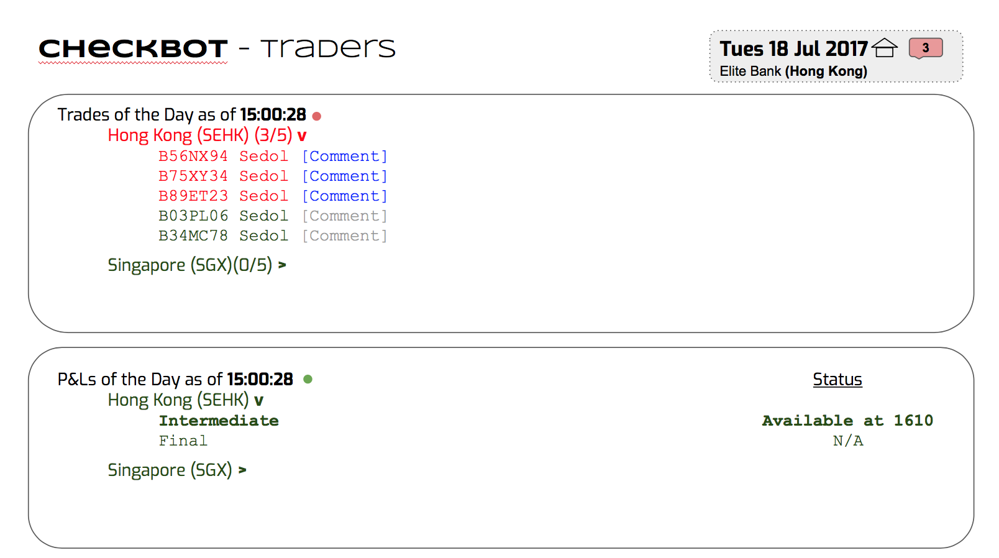 CHeCKBOT - Traders
Tues 18 Jul 2017
3
Elite Bank (Hong Kong)
Trades of the Day as of 15:00:28
Hong Kong (SEHK) (3/5) v
B56NX94 Sedol [Comment]
B75XY34 Sedol [Comment]
B89ET23 Sedol [Comment]
B03PL06 Sedol [Comment]
B34MC78 Sedol [Comment]
Singapore (SGX)(0/5) >
P&Ls of the Day as of 15:00:28
Status
Hong Kong (SEHK) v
Intermediate
Available at 1610
Final
N/A
Singapore (SGX) >